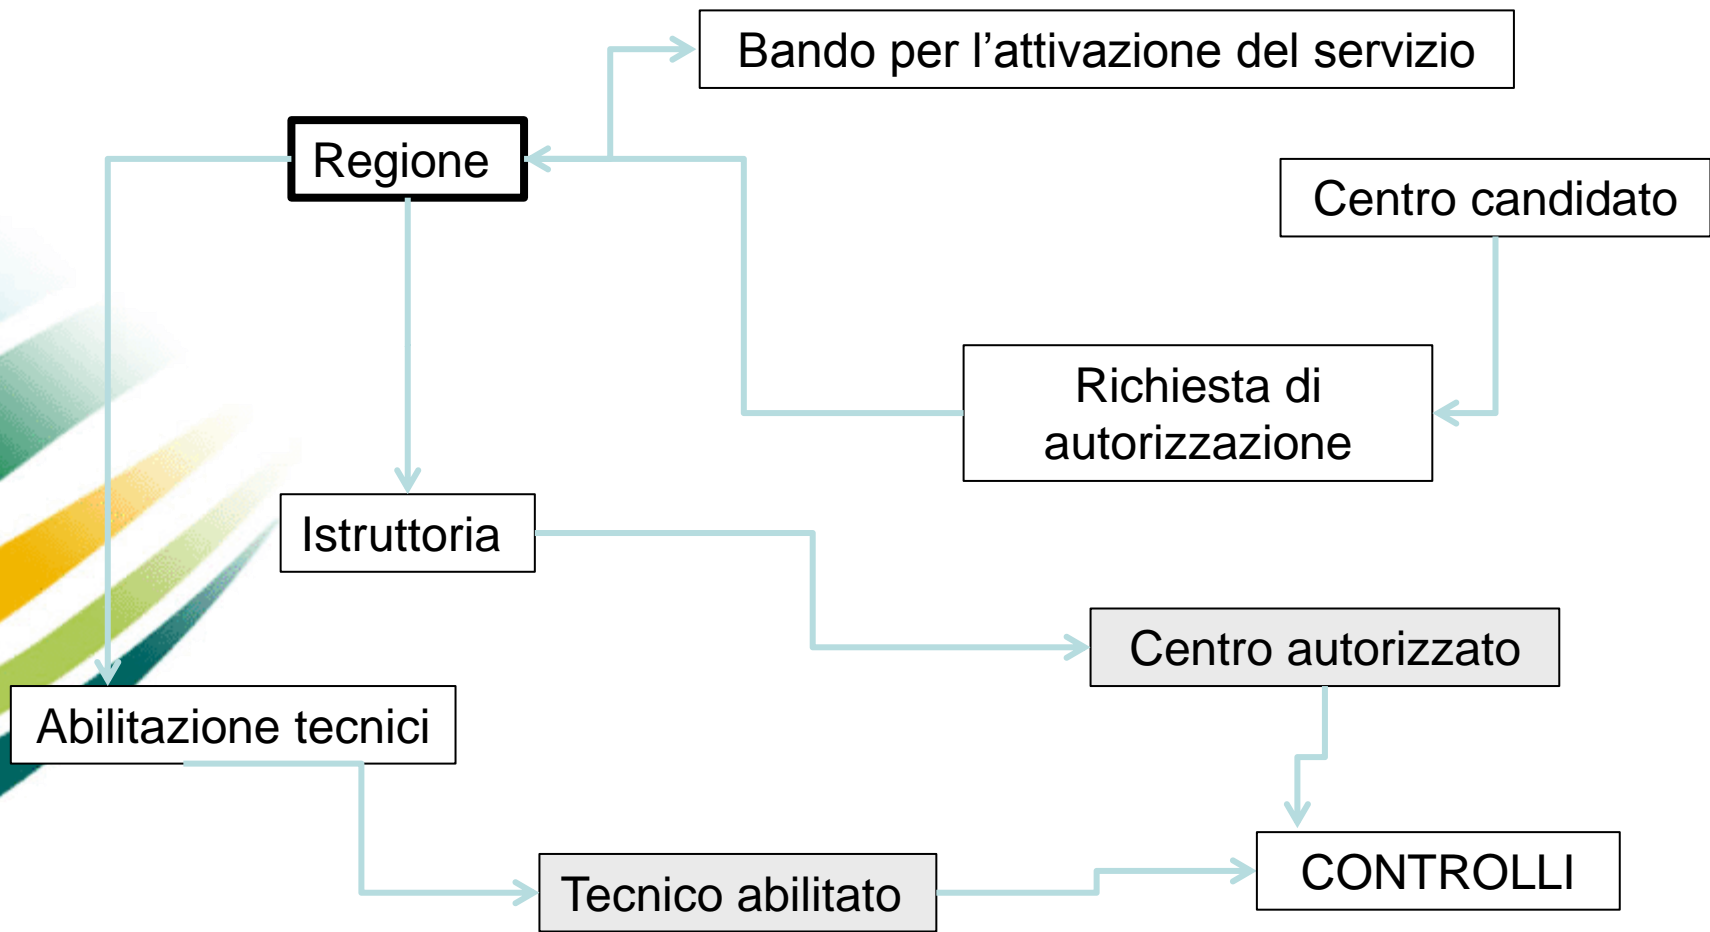 Bando per l’attivazione del servizio
Regione
Centro candidato
Richiesta di
autorizzazione
Istruttoria
Centro autorizzato
Abilitazione tecnici
Tecnico abilitato
CONTROLLI